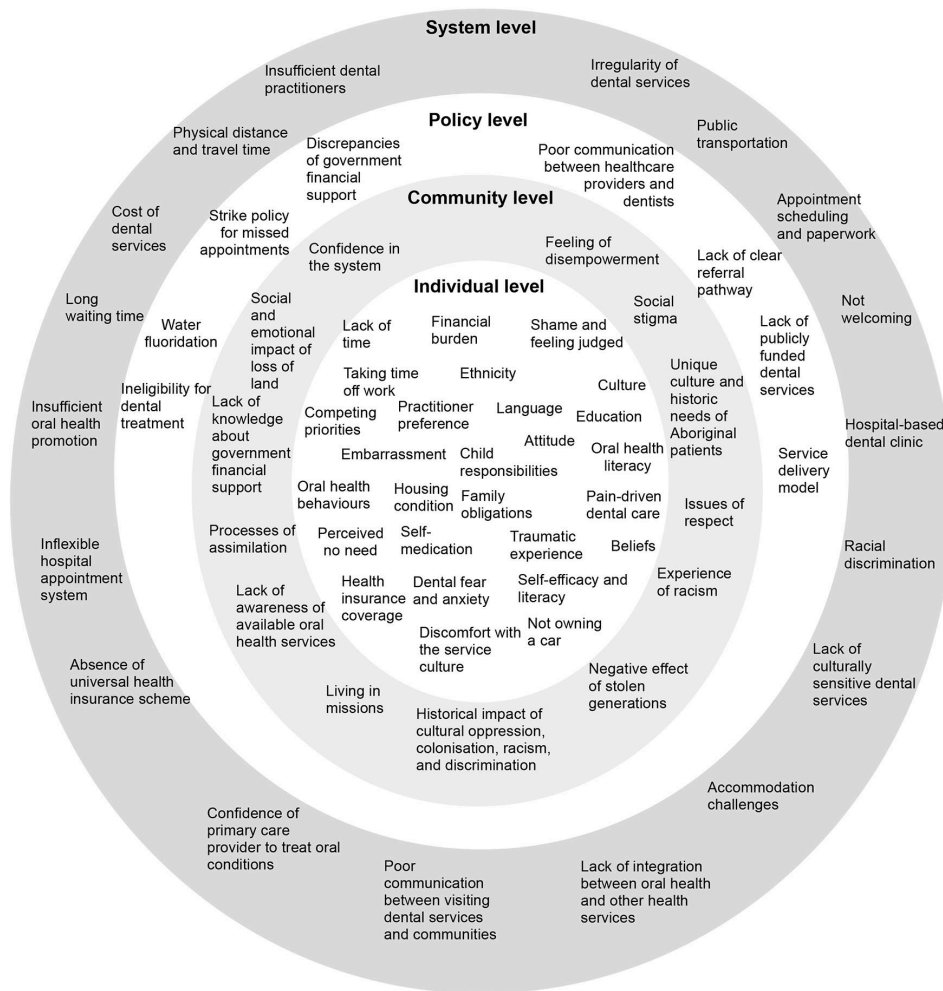 System level
Insufficient dental
practitioners
Irregularity of
dental services
Physical distance
and travel time
Public
transportation
Cost of
dental
services
Appointment
scheduling
and paperwork
Long
waiting time
Not
welcoming
Insufficient
oral health
promotion
Hospital-based
dental clinic
Inflexible
hospital
appointment
system
Racial
discrimination
Absence of
universal health
insurance scheme
Lack of
culturally
sensitive dental
services
Accommodation
challenges
Confidence of
primary care
provider to treat oral
conditions
Poor
communication
between visiting
dental services
and communities
Lack of integration
between oral health
and other health
services
Policy level
Discrepancies
of government
financial
support
Poor communication
between healthcare
providers and
dentists
Strike policy
for missed
appointments
Lack of clear
referral
pathway
Water
fluoridation
Lack of
publicly
funded
dental
services
Ineligibility for
dental
treatment
Service
delivery
model
Community level
Confidence in
the system
Feeling of
disempowerment
Social
and
emotional
impact of
loss of
land
Social
stigma
Lack of
knowledge
about
government
financial
support
Unique
culture and
historic
needs of
Aboriginal
patients
Processes of
assimilation
Issues of
respect
Lack of
awareness of
available oral
health services
Experience
of racism
Living in
missions
Negative effect
of stolen
generations
Historical impact of
cultural oppression,
colonisation, racism,
and discrimination
Individual level
Lack of
time
Financial
burden
Shame and
feeling judged
Taking time
off work
Ethnicity
Culture
Competing
priorities
Practitioner
preference
Language
Education
Embarrassment
Child
responsibilities
Attitude
Oral health
literacy
Oral health
behaviours
Housing
condition
Family
obligations
Pain-driven
dental care
Perceived
no need
Self-
medication
Traumatic
experience
Beliefs
Health
insurance
coverage
Dental fear
and anxiety
Self-efficacy and
literacy
Discomfort with
the service
culture
Not owning
a car